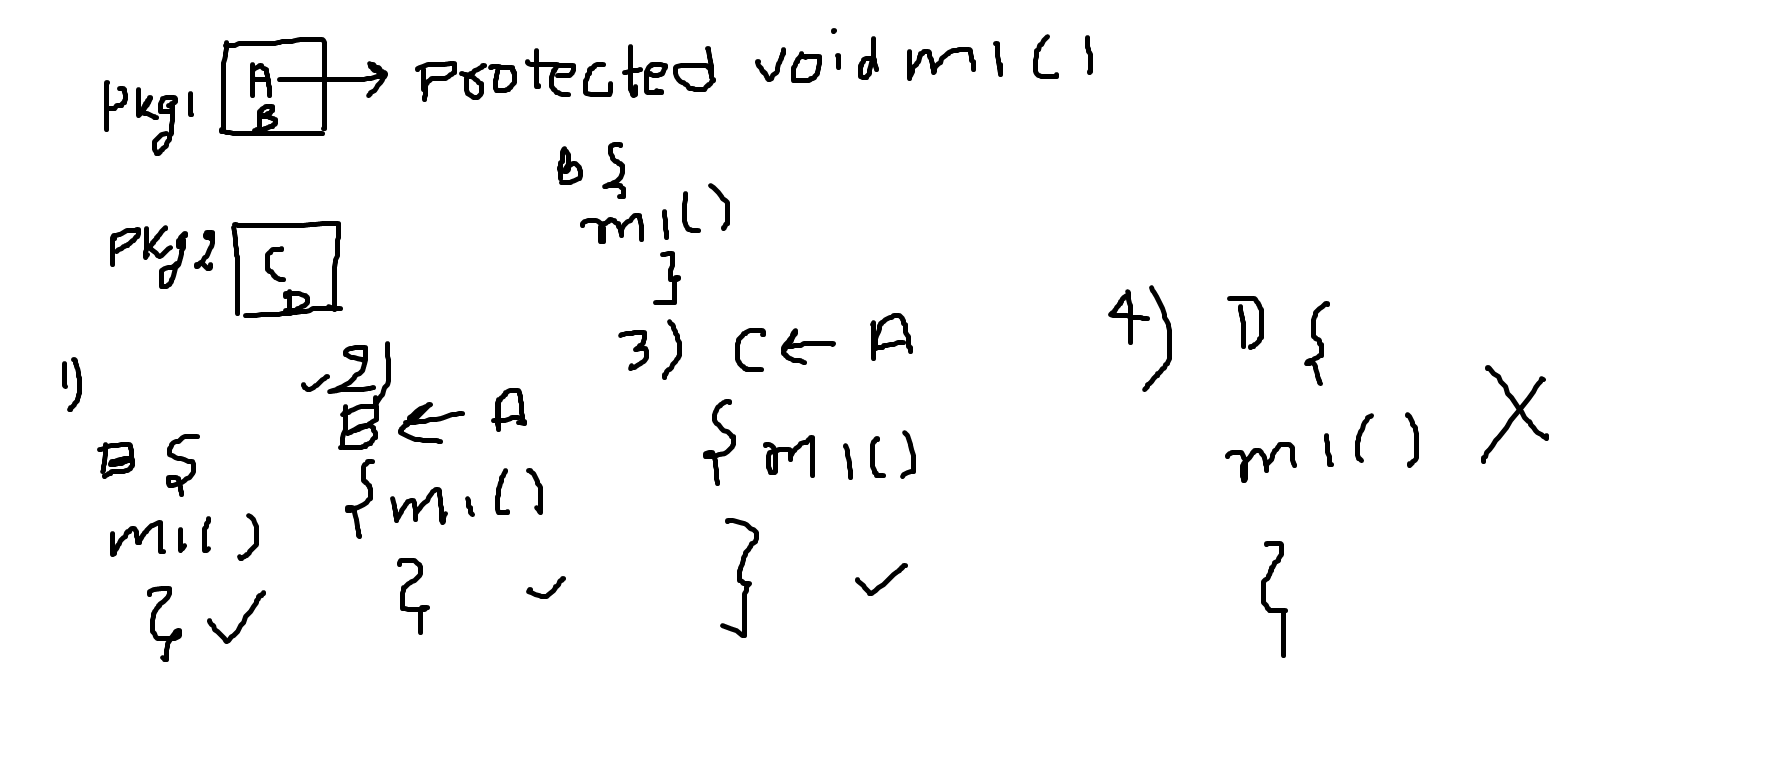 Pkg1 A → Protected void m1()
B
B {
m1()
}
Pkg2 C
D
1)
B {
m1()
} ✓
✓ 2)
B ← A
{ m1()
} ✓
3) C ← A
{ m1()
} ✓
4) D {
m1() X
}